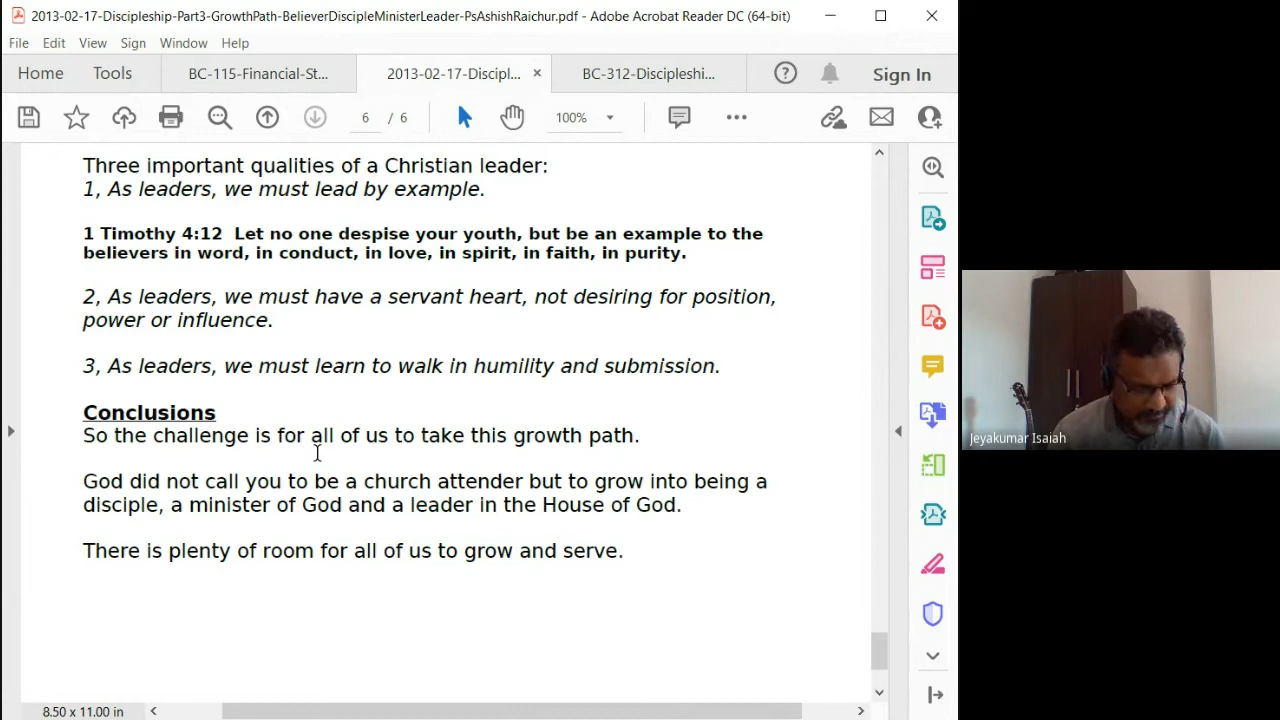 2013-02-17-Discipleship-Part3-GrowthPath-BelieverDiscipleMinisterLeader-PsAshishRaichur.pdf - Adobe Acrobat Reader DC (64-bit)
File Edit View Sign Window Help
Home Tools BC-115-Financial-St... 2013-02-17-Discipl... BC-312-Discipleshi... Sign In
6 / 6 100%
Three important qualities of a Christian leader:
1, As leaders, we must lead by example.
1 Timothy 4:12 Let no one despise your youth, but be an example to the
believers in word, in conduct, in love, in spirit, in faith, in purity.
2, As leaders, we must have a servant heart, not desiring for position,
power or influence.
3, As leaders, we must learn to walk in humility and submission.
Conclusions
So the challenge is for all of us to take this growth path.
God did not call you to be a church attender but to grow into being a
disciple, a minister of God and a leader in the House of God.
There is plenty of room for all of us to grow and serve.
8.50 x 11.00 in
Jeyakumar Isaiah